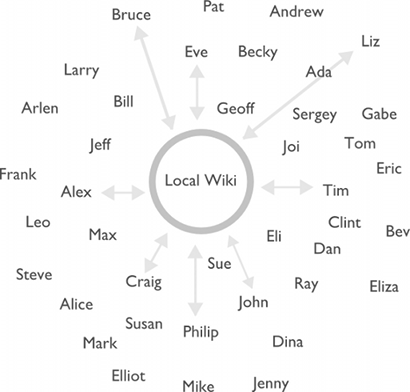 Pat
Andrew
Bruce
Liz
Eve
Becky
Larry
Ada
Bill
Arlen
Geoff
Sergey
Gabe
Jeff
Joi
Tom
Eric
Frank
Local Wiki
Alex
Tim
Leo
Clint
Bev
Max
Eli
Dan
Sue
Steve
Craig
Ray
Eliza
Alice
John
Susan
Philip
Mark
Dina
Elliot
Mike
Jenny